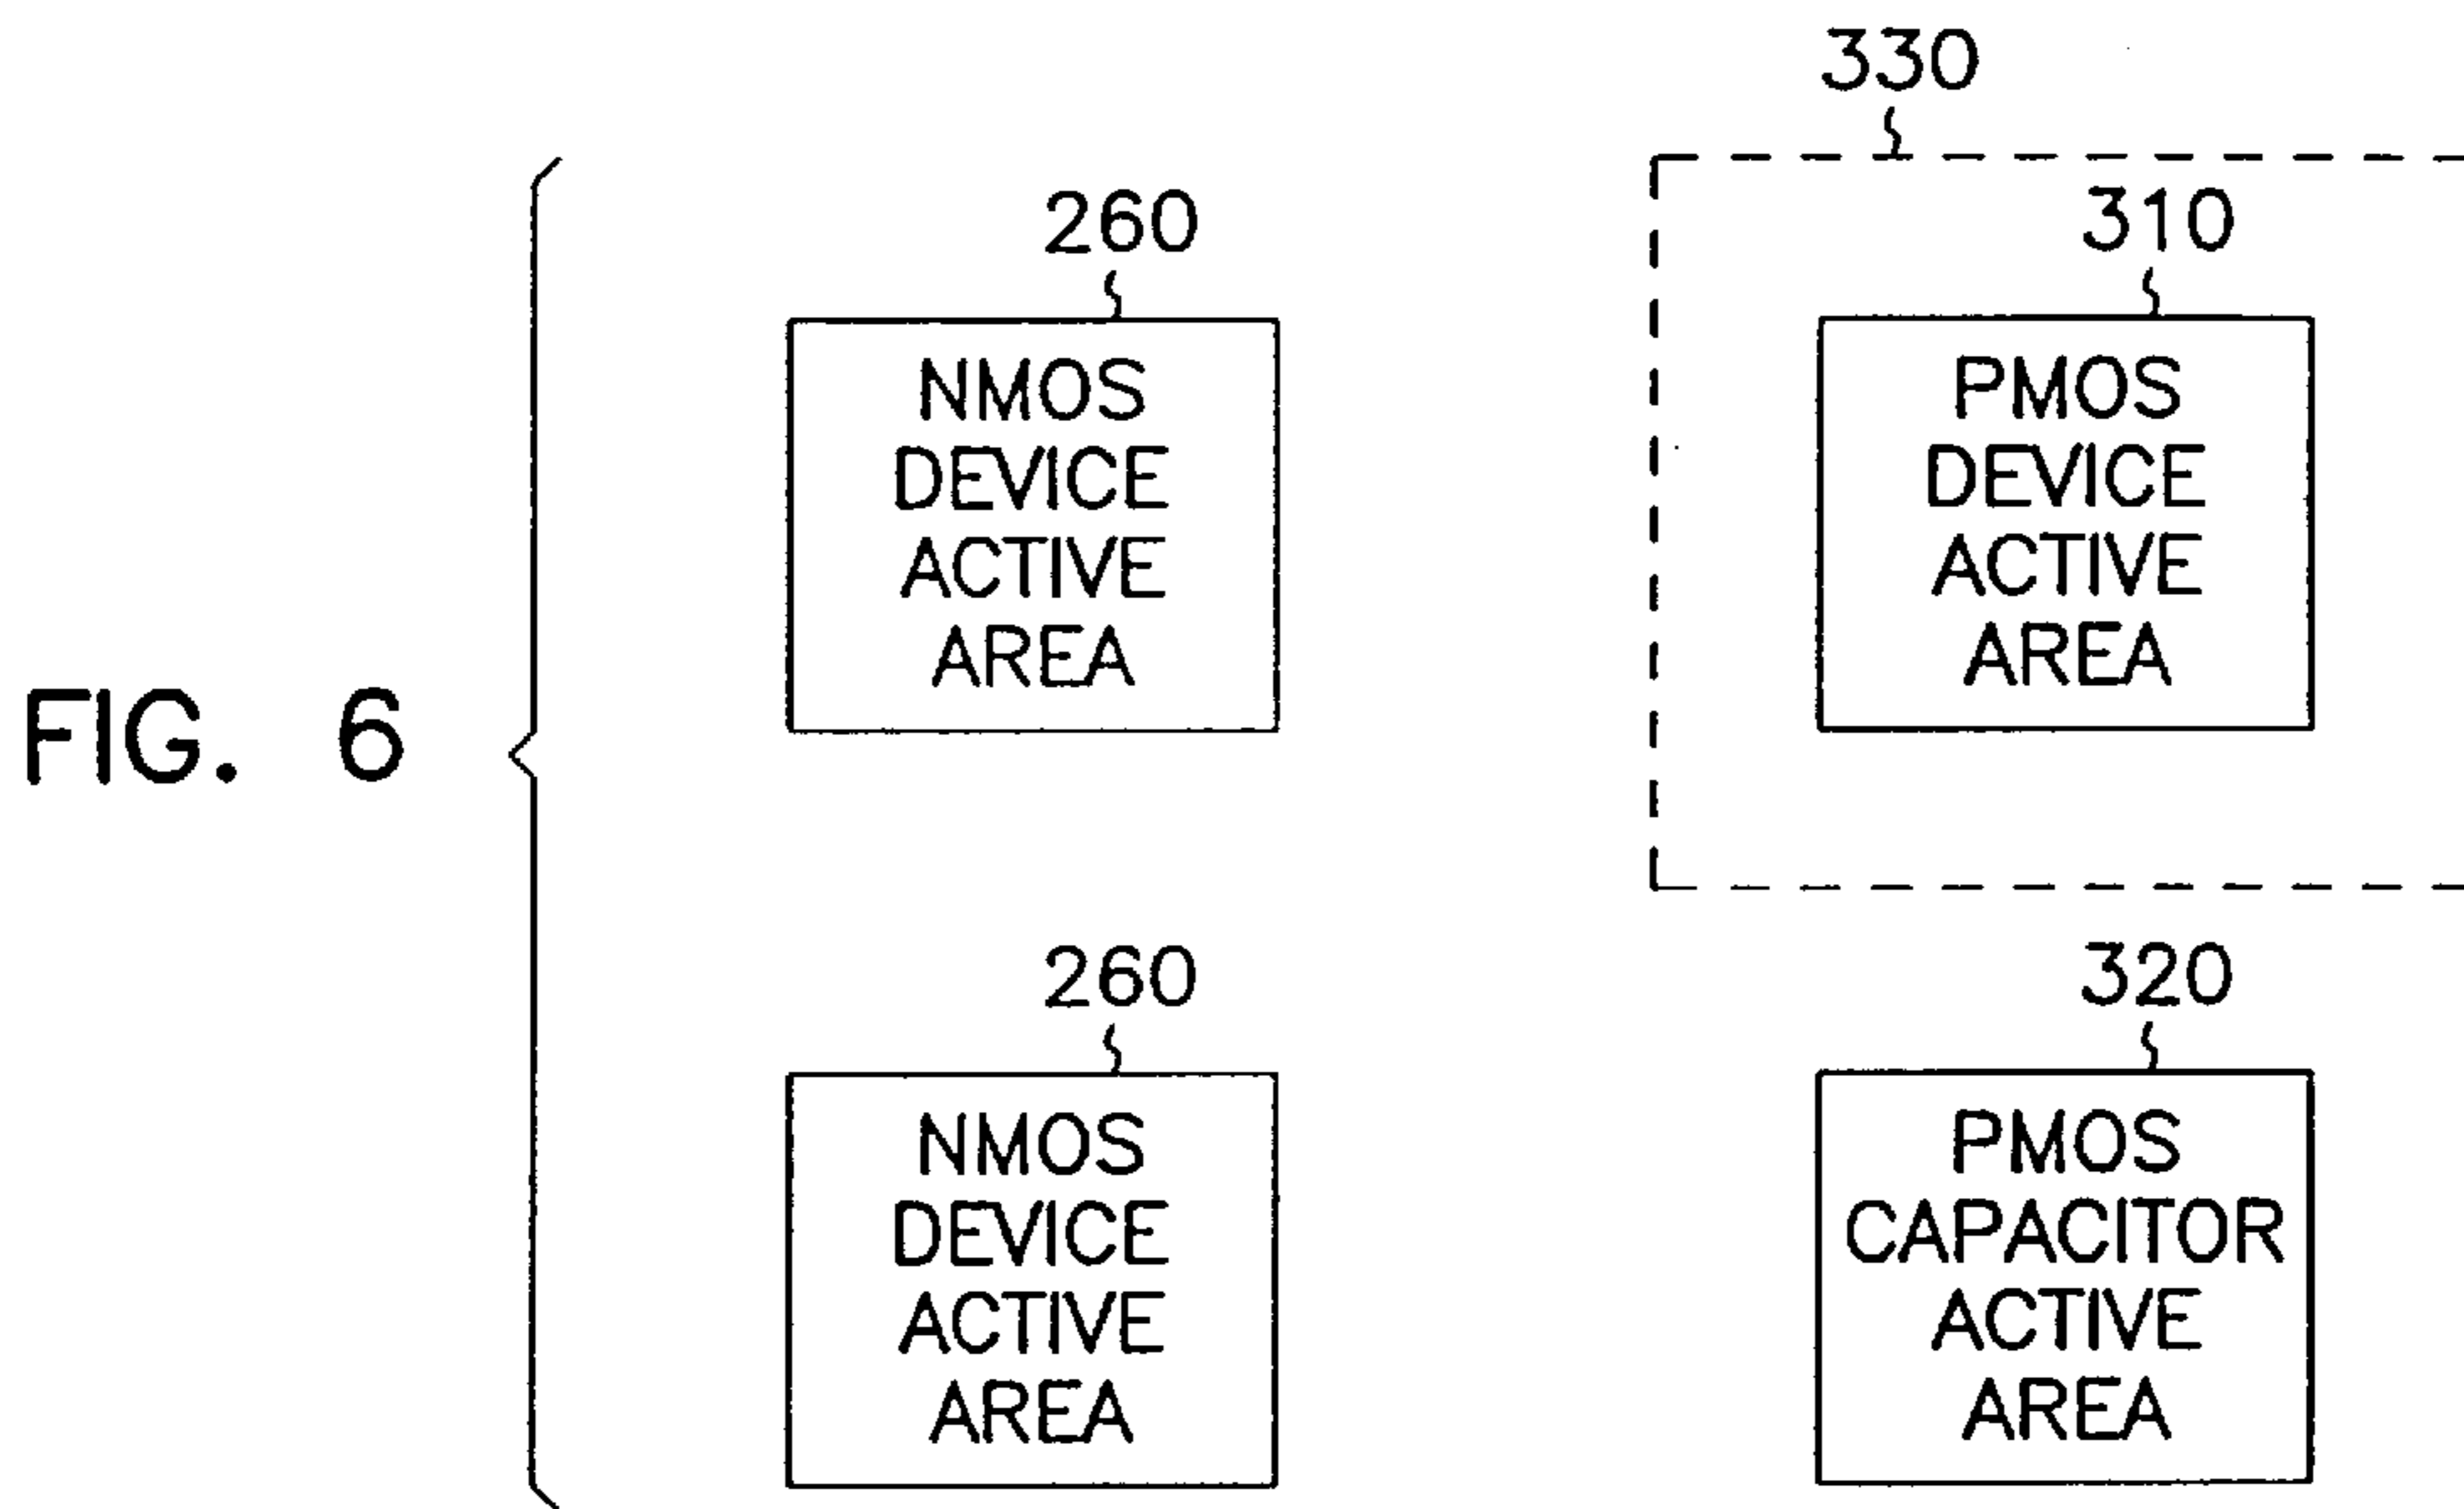 330
260
310
NMOS
DEVICE
ACTIVE
AREA
PMOS
DEVICE
ACTIVE
AREA
FIG. 6
260
320
NMOS
DEVICE
ACTIVE
AREA
PMOS
CAPACITOR
ACTIVE
AREA